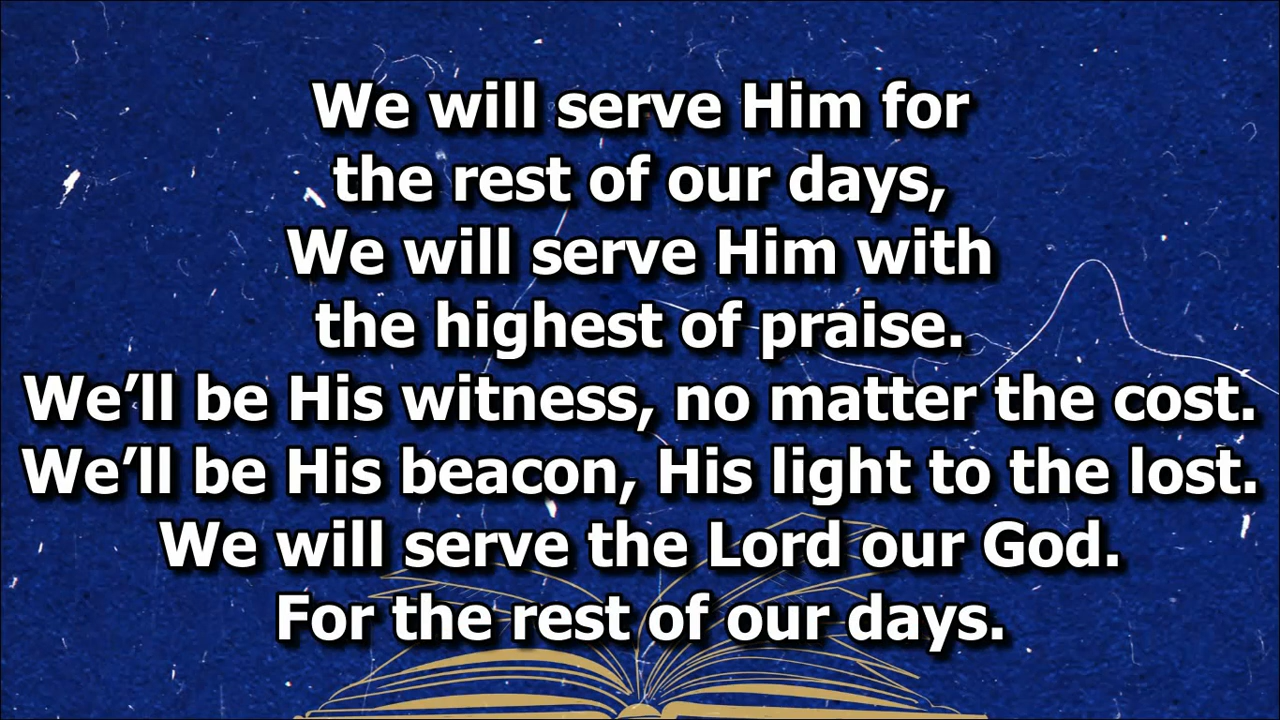 We will serve Him for
the rest of our days,
We will serve Him with
the highest of praise.
We’ll be His witness, no matter the cost.
We’ll be His beacon, His light to the lost.
We will serve the Lord our God.
For the rest of our days.